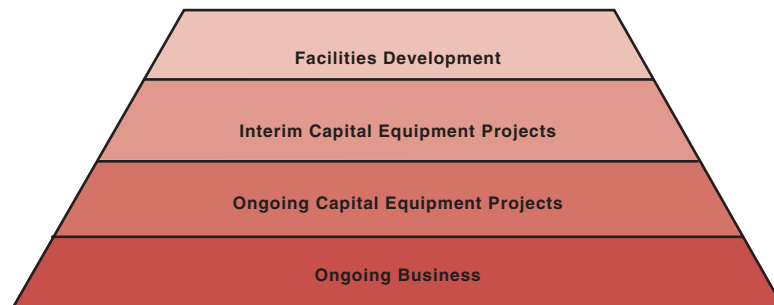 Facilities Development
Interim Capital Equipment Projects
Ongoing Capital Equipment Projects
Ongoing Business